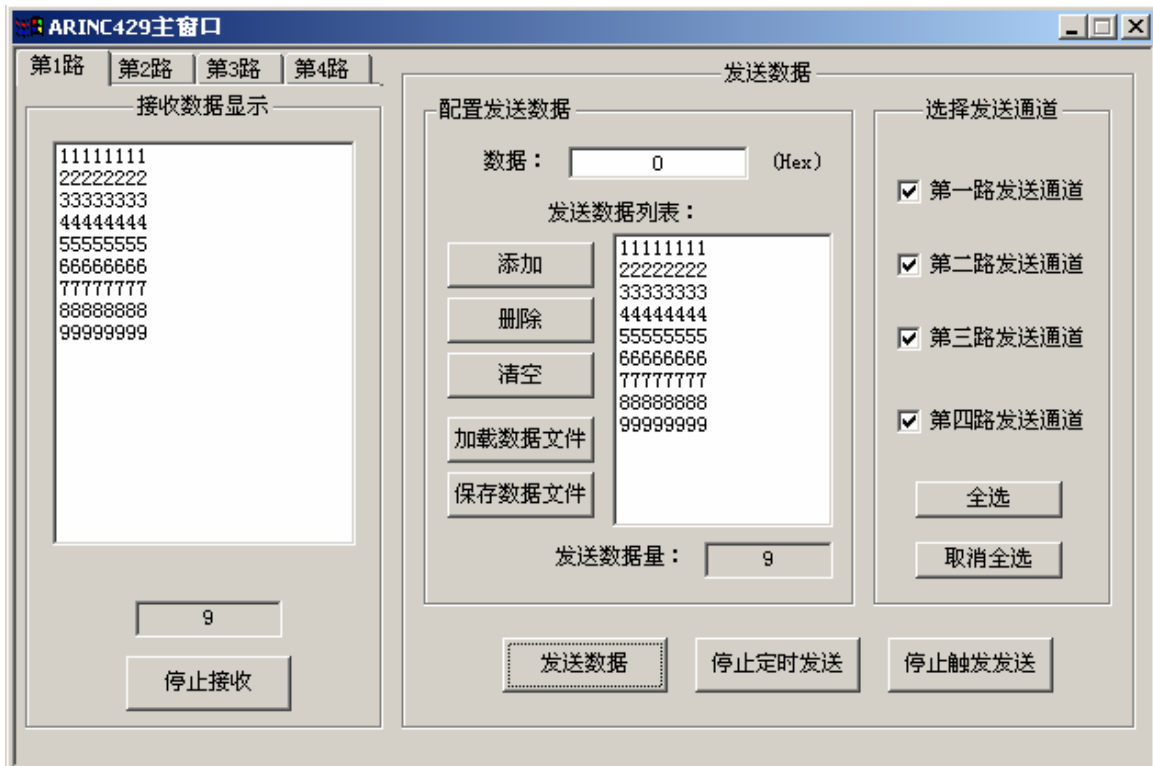 ARINC429主窗口
第1路
第2路
第3路
第4路
接收数据显示
11111111
22222222
33333333
44444444
55555555
66666666
77777777
88888888
99999999
9
停止接收
发送数据
配置发送数据
数据：
0
(Hex)
发送数据列表：
添加
删除
清空
加载数据文件
保存数据文件
11111111
22222222
33333333
44444444
55555555
66666666
77777777
88888888
99999999
发送数据量：
9
选择发送通道
第一路发送通道
第二路发送通道
第三路发送通道
第四路发送通道
全选
取消全选
发送数据
停止定时发送
停止触发发送